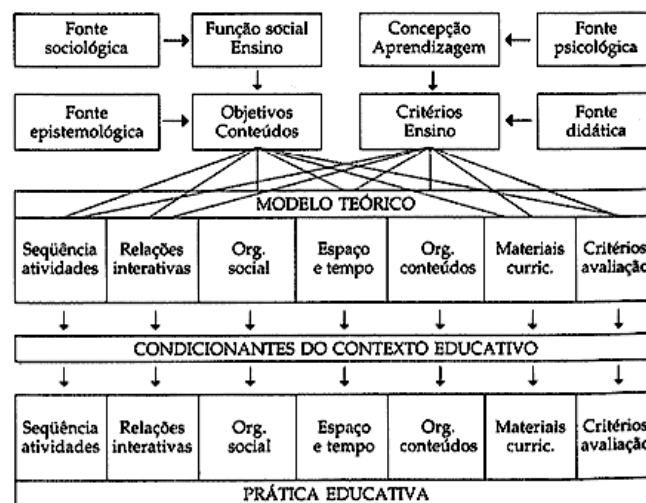 Fonte
sociológica
Função social
Ensino
Concepção
Aprendizagem
Fonte
psicológica
Fonte
epistemológica
Objetivos
Conteúdos
Critérios
Ensino
Fonte
didática
MODELO TEÓRICO
Seqüência
atividades
Relações
interativas
Org.
social
Espaço
e tempo
Org.
conteúdos
Materiais
curric.
Critérios
avaliação
CONDICIONANTES DO CONTEXTO EDUCATIVO
Seqüência
atividades
Relações
interativas
Org.
social
Espaço
e tempo
Org.
conteúdos
Materiais
curric.
Critérios
avaliação
PRÁTICA EDUCATIVA